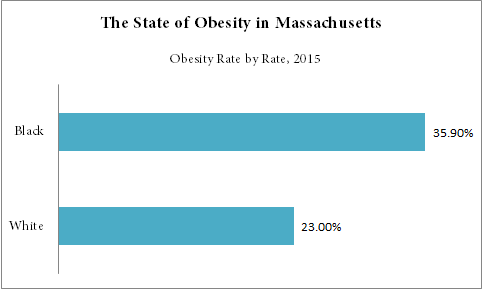 The State of Obesity in Massachusetts
Obesity Rate by Rate, 2015
Black
35.90%
White
23.00%